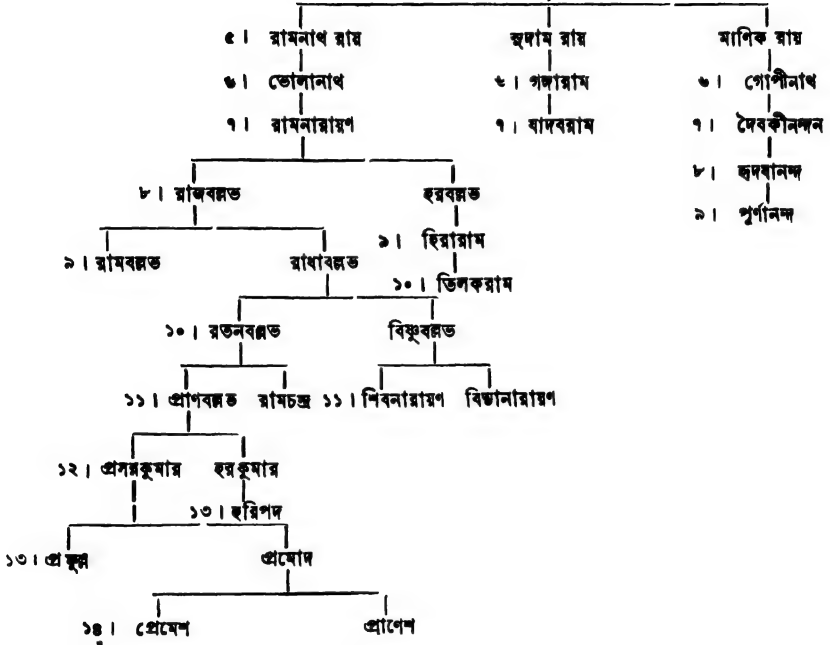 ৫। রামনাথ রায় সুদাম রায় মাণিক রায়
৬। ভোলানাথ ৬। গঙ্গারাম ৬। গোপীনাথ
৭। রামনারায়ণ ৭। যাদবরাম ৭। দৈবকীনন্দন
৮। হৃদয়ানন্দ
৮। রাজবল্লভ হরবল্লভ
৯। পূর্ণানন্দ
৯। হিরারাম
৯। রামবল্লভ রাধাবল্লভ
১০। তিলকরাম
১০। রতনবল্লভ বিষ্ণুবল্লভ
১১। প্রাণবল্লভ রামচন্দ্র ১১। শিবনারায়ণ বিদ্যানারায়ণ
১২। প্রসন্নকুমার হরকুমার
১৩। হরিপদ
১৩। প্রফুল্ল প্রমোদ
১৪। প্রেমেশ প্রাণেশ